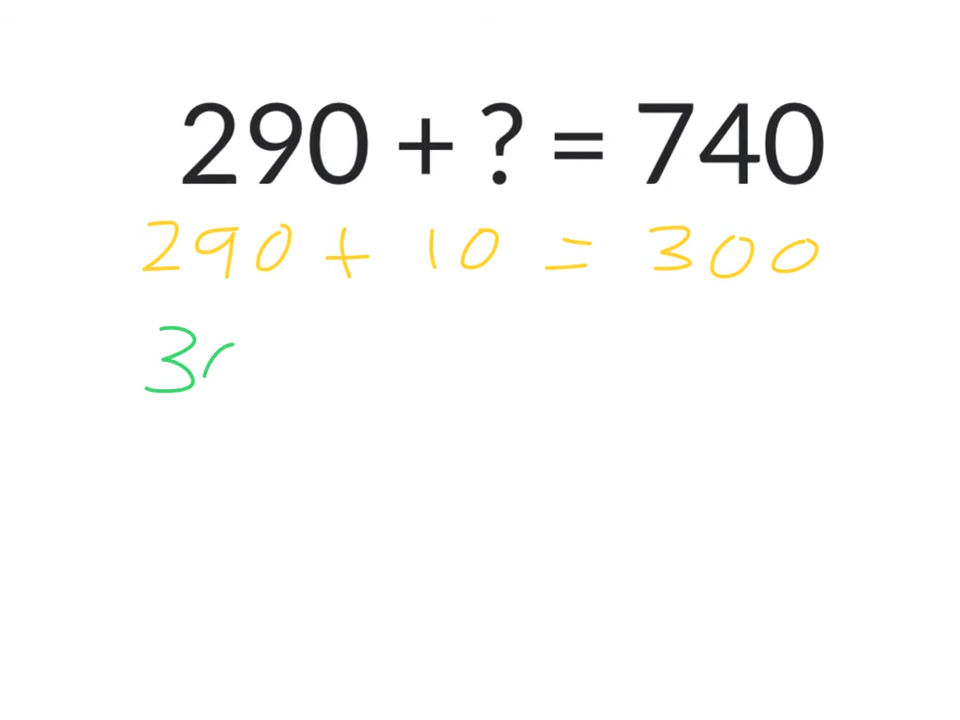 290 + ? = 740
290 + 10 = 300
3